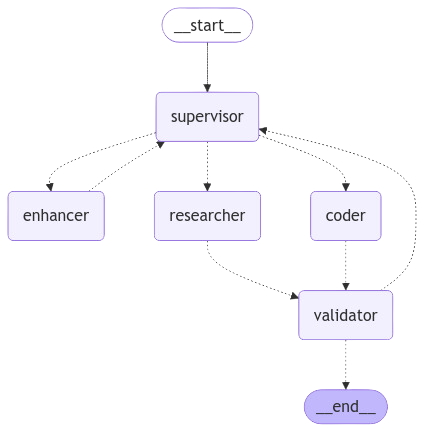 __start__
supervisor
enhancer
researcher
coder
validator
__end__